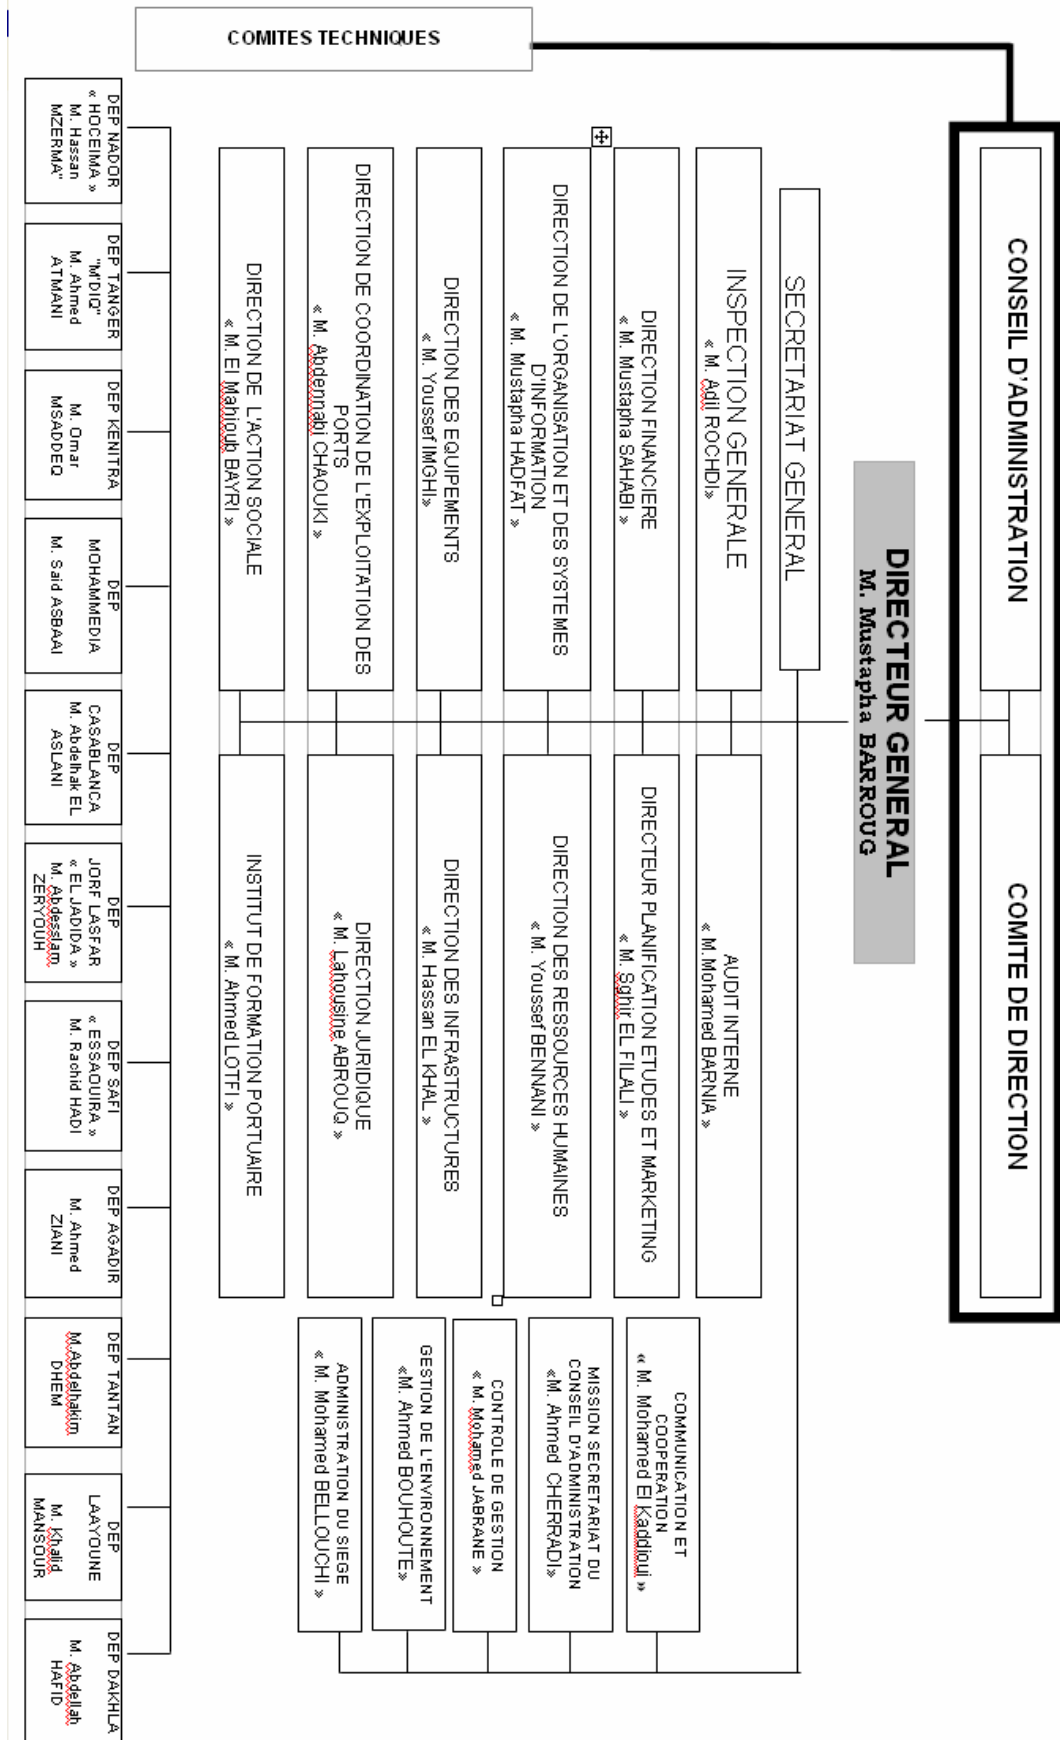 COMITES TECHNIQUES
CONSEIL D'ADMINISTRATION
COMITE DE DIRECTION
DIRECTEUR GENERAL
M. Mustapha BARROUG
SECRETARIAT GENERAL
INSPECTION GENERALE
« M. Adil ROCHDI»
AUDIT INTERNE
« M.Mohamed BARNIA »
DIRECTION FINANCIERE
« M. Mustapha SAHABI »
DIRECTEUR PLANIFICATION ETUDES ET MARKETING
« M. Sghir EL FILALI »
DIRECTION DE L'ORGANISATION ET DES SYSTEMES
D'INFORMATION
« M. Mustapha HADFAT »
DIRECTION DES RESSOURCES HUMAINES
« M. Youssef BENNANI »
DIRECTION DES EQUIPEMENTS
« M. Youssef IMGHI»
DIRECTION DES INFRASTRUCTURES
« M. Hassan EL KHAL »
DIRECTION DE COORDINATION DE L'EXPLOITATION DES
PORTS
« M. Abdennabi CHAOUKI »
DIRECTION JURIDIQUE
« M. Lahousine ABROUQ »
DIRECTION DE  L'ACTION SOCIALE
« M. El Mahjoub BAYRI »
INSTITUT DE FORMATION PORTUAIRE
« M. Ahmed LOTFI »
COMMUNICATION ET
COOPERATION
« M. Mohamed El Kaddioui »
MISSION SECRETARIAT DU
CONSEIL D'ADMINISTRATION
«M. Ahmed CHERRADI»
CONTROLE DE GESTION
« M. Mohamed JABRANE »
GESTION DE L'ENVIRONNEMENT
«M. Ahmed BOUHOUTE»
ADMINISTRATION DU SIEGE
« M. Mohamed BELLOUCHI »
DEP NADOR
« HOCEIMA »
M. Hassan
MZERMA"
DEP TANGER
"M'DIQ"
M. Ahmed
ATMANI
DEP KENITRA
M. Omar
MSADDEQ
DEP
MOHAMMEDIA
M. Said ASBAAI
DEP
CASABLANCA
M. Abdelhak EL
ASLANI
DEP
JORF LASFAR
« EL JADIDA »
M. Abdesslam
ZERYOUH
DEP SAFI
« ESSAOUIRA »
M. Rachid HADI
DEP AGADIR
M. Ahmed
ZIANI
DEP TANTAN
M.Abdelhakim
DHEM
DEP
LAAYOUNE
M. Khalid
MANSOUR
DEP DAKHLA
M. Abdellah
HAFID